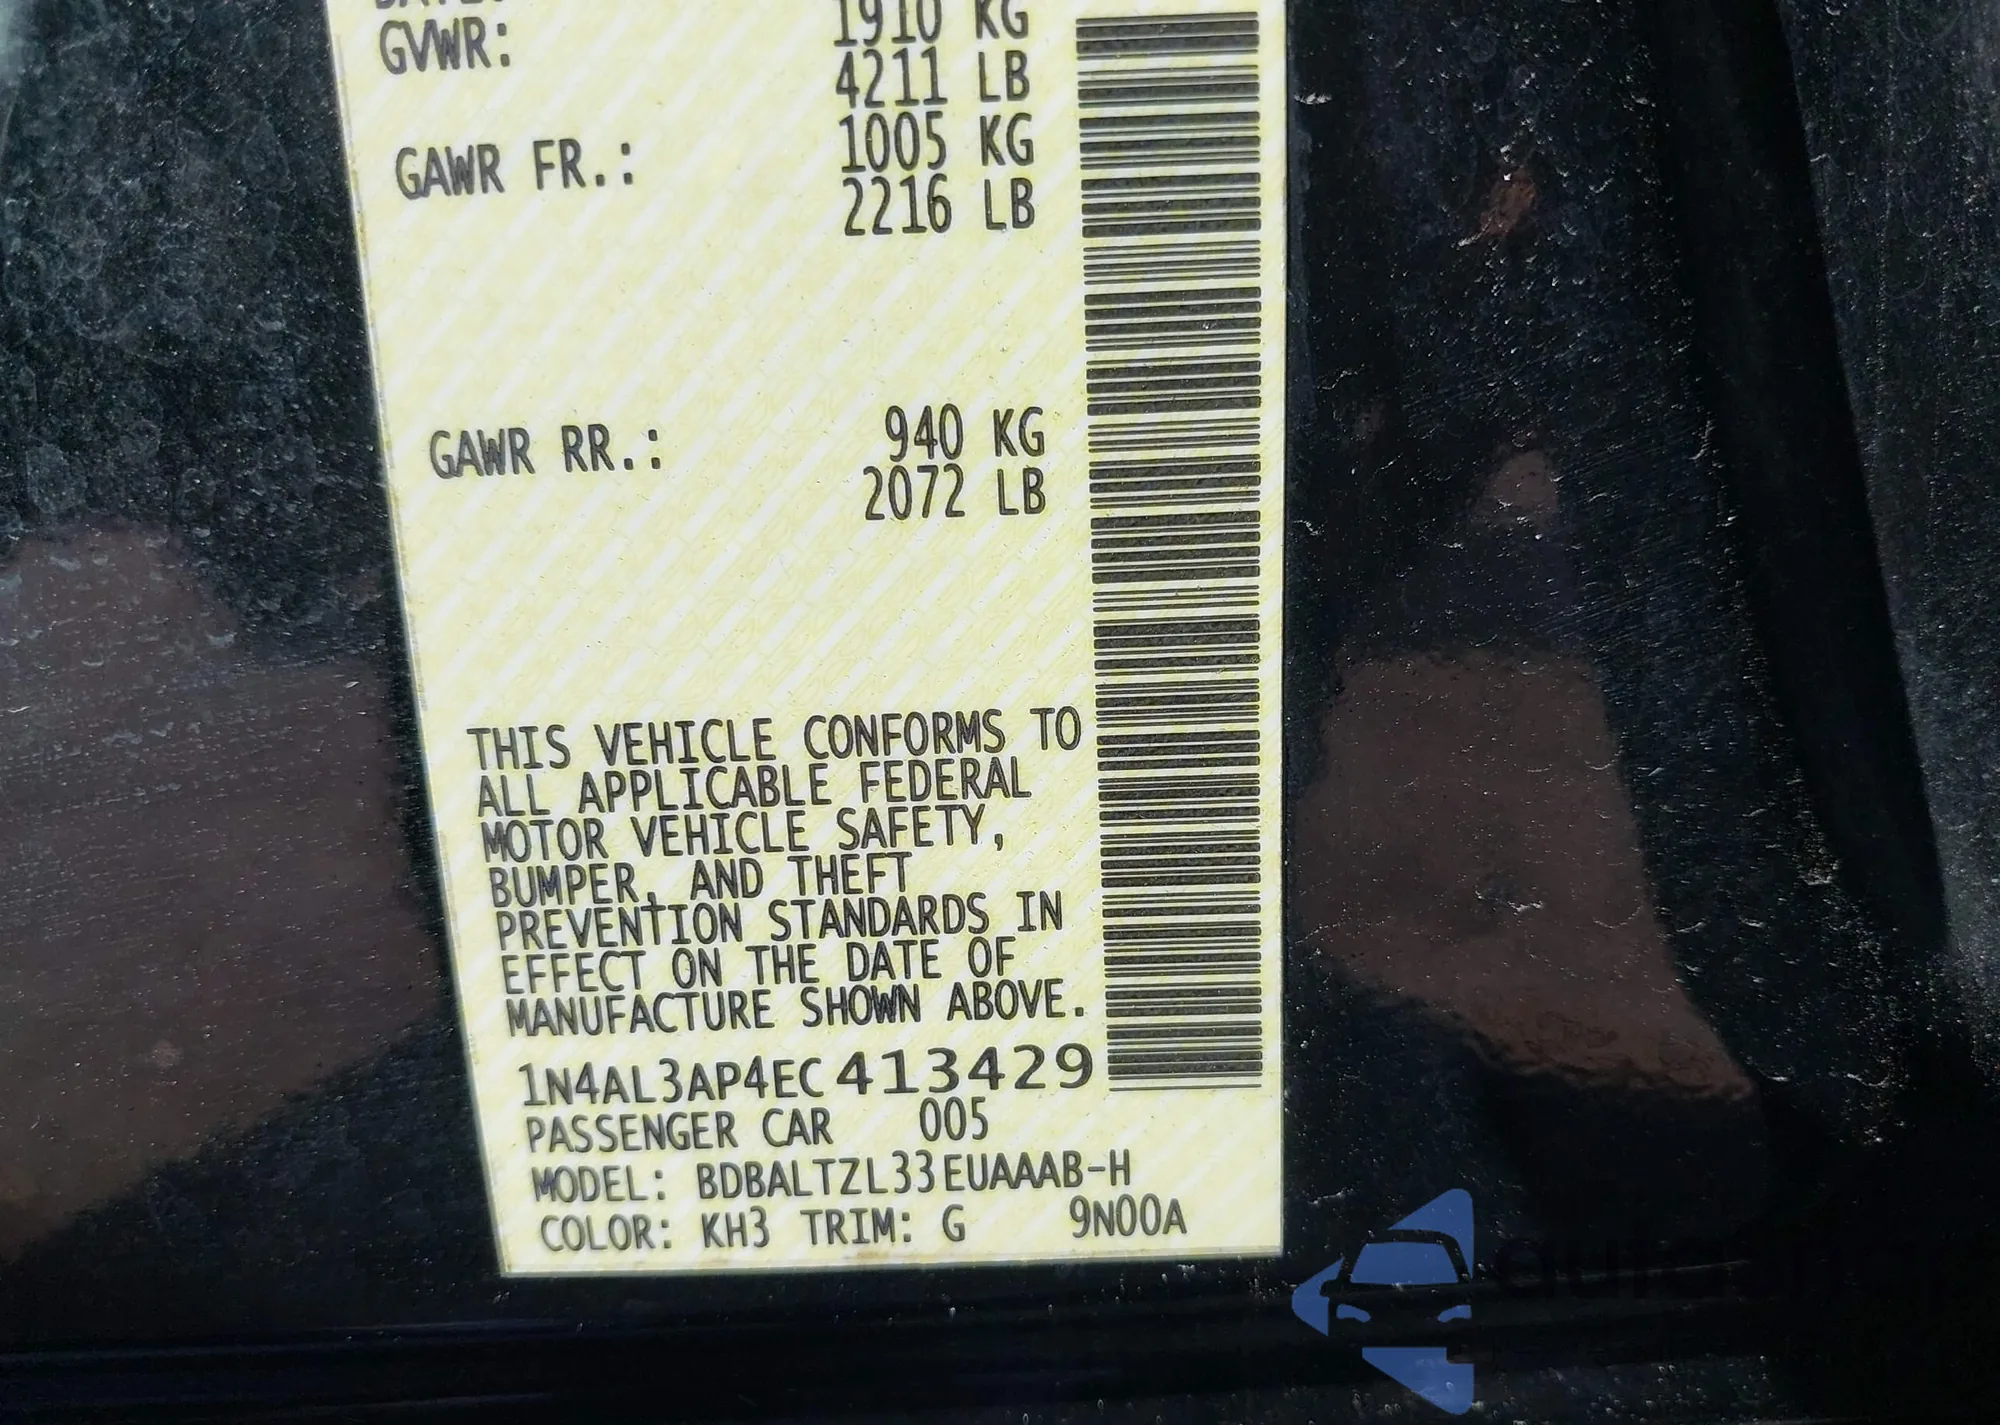 1910 KG
GVWR:
4211 LB
1005 KG
GAWR FR.:
2216 LB
940 KG
GAWR RR.:
2072 LB
THIS VEHICLE CONFORMS TO
ALL APPLICABLE FEDERAL
MOTOR VEHICLE SAFETY,
BUMPER, AND THEFT
PREVENTION STANDARDS IN
EFFECT ON THE DATE OF
MANUFACTURE SHOWN ABOVE.
1N4AL3AP4EC413429
PASSENGER CAR 005
MODEL: BDBALTZL33EUAAAB-H
COLOR: KH3 TRIM: G 9N00A